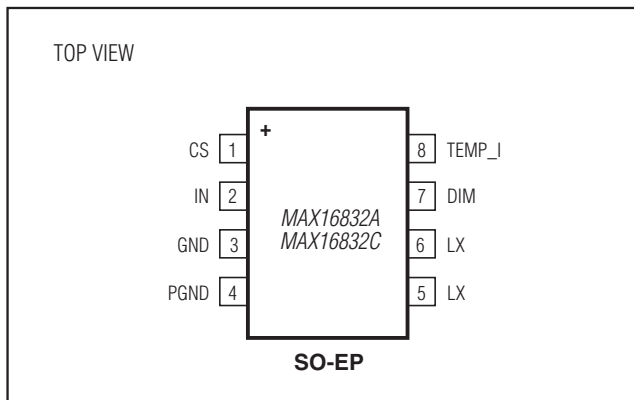 TOP VIEW
+
CS 1 8 TEMP_I
IN 2 7 DIM
MAX16832A
MAX16832C
GND 3 6 LX
PGND 4 5 LX
SO-EP